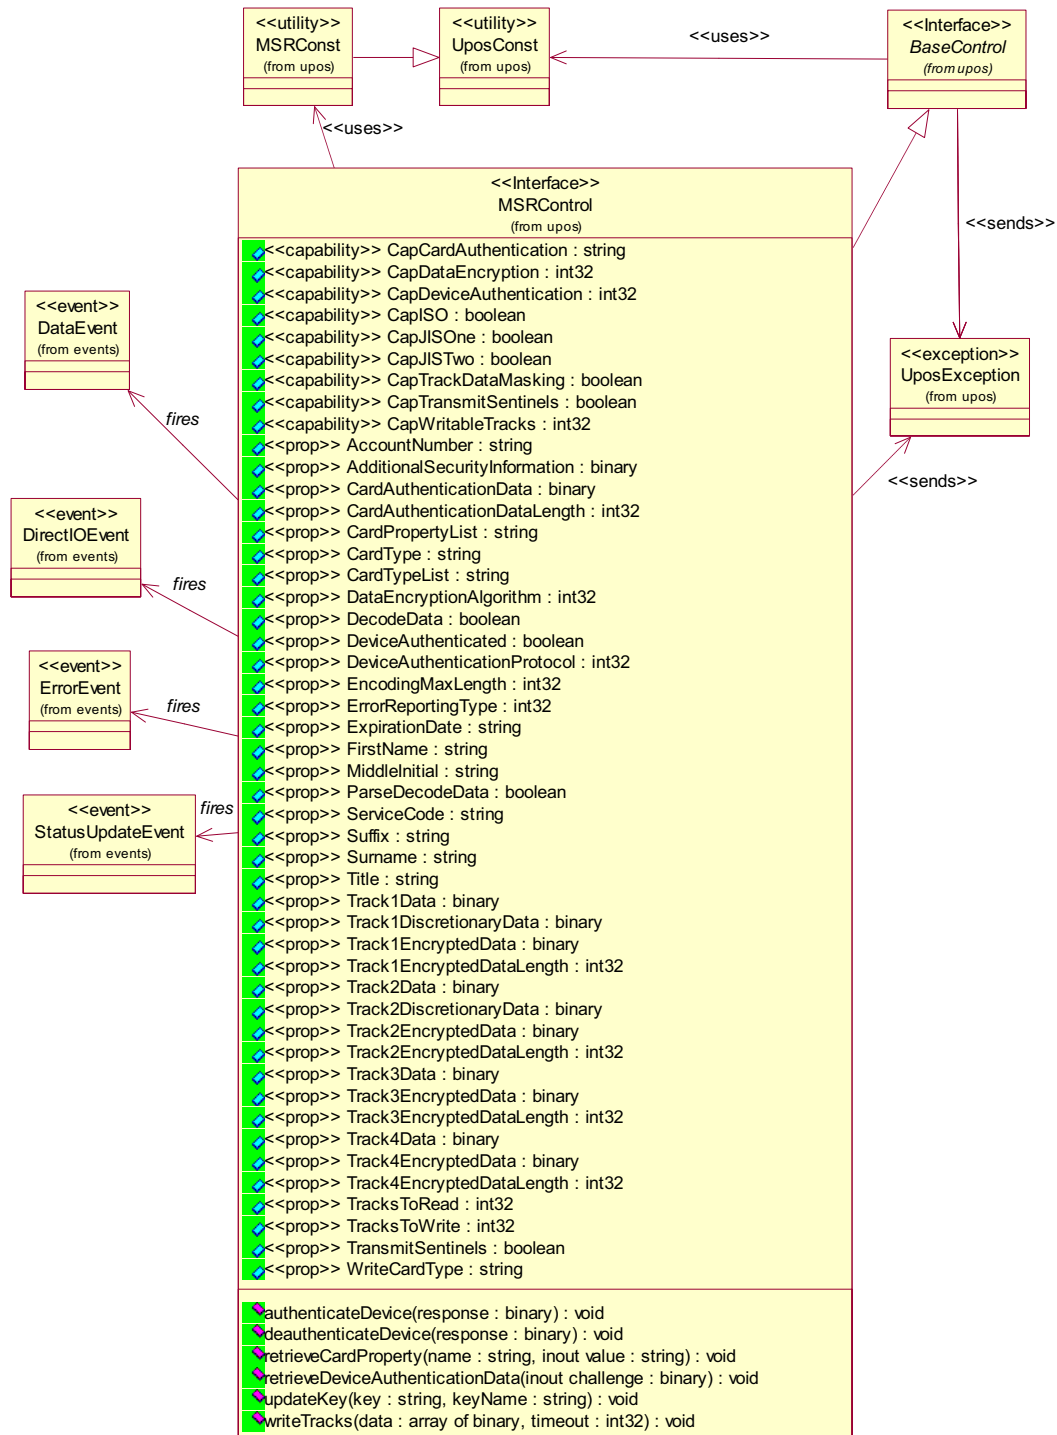 <<utility>>
MSRConst
(from upos)
<<utility>>
UposConst
(from upos)
<<uses>>
<<Interface>>
BaseControl
(from upos)
<<uses>>
<<sends>>
<<Interface>>
MSRControl
(from upos)
<<capability>> CapCardAuthentication : string
<<capability>> CapDataEncryption : int32
<<capability>> CapDeviceAuthentication : int32
<<capability>> CapISO : boolean
<<capability>> CapJISOne : boolean
<<capability>> CapJISTwo : boolean
<<capability>> CapTrackDataMasking : boolean
<<capability>> CapTransmitSentinels : boolean
<<capability>> CapWritableTracks : int32
<<prop>> AccountNumber : string
<<prop>> AdditionalSecurityInformation : binary
<<prop>> CardAuthenticationData : binary
<<prop>> CardAuthenticationDataLength : int32
<<prop>> CardPropertyList : string
<<prop>> CardType : string
<<prop>> CardTypeList : string
<<prop>> DataEncryptionAlgorithm : int32
<<prop>> DecodeData : boolean
<<prop>> DeviceAuthenticated : boolean
<<prop>> DeviceAuthenticationProtocol : int32
<<prop>> EncodingMaxLength : int32
<<prop>> ErrorReportingType : int32
<<prop>> ExpirationDate : string
<<prop>> FirstName : string
<<prop>> MiddleInitial : string
<<prop>> ParseDecodeData : boolean
<<prop>> ServiceCode : string
<<prop>> Suffix : string
<<prop>> Surname : string
<<prop>> Title : string
<<prop>> Track1Data : binary
<<prop>> Track1DiscretionaryData : binary
<<prop>> Track1EncryptedData : binary
<<prop>> Track1EncryptedDataLength : int32
<<prop>> Track2Data : binary
<<prop>> Track2DiscretionaryData : binary
<<prop>> Track2EncryptedData : binary
<<prop>> Track2EncryptedDataLength : int32
<<prop>> Track3Data : binary
<<prop>> Track3EncryptedData : binary
<<prop>> Track3EncryptedDataLength : int32
<<prop>> Track4Data : binary
<<prop>> Track4EncryptedData : binary
<<prop>> Track4EncryptedDataLength : int32
<<prop>> TracksToRead : int32
<<prop>> TracksToWrite : int32
<<prop>> TransmitSentinels : boolean
<<prop>> WriteCardType : string
authenticateDevice(response : binary) : void
deauthenticateDevice(response : binary) : void
retrieveCardProperty(name : string, inout value : string) : void
retrieveDeviceAuthenticationData(inout challenge : binary) : void
updateKey(key : string, keyName : string) : void
writeTracks(data : array of binary, timeout : int32) : void
<<event>>
DataEvent
(from events)
fires
<<event>>
DirectIOEvent
(from events)
fires
<<event>>
ErrorEvent
(from events)
fires
<<event>>
StatusUpdateEvent
(from events)
fires
<<exception>>
UposException
(from upos)
<<sends>>